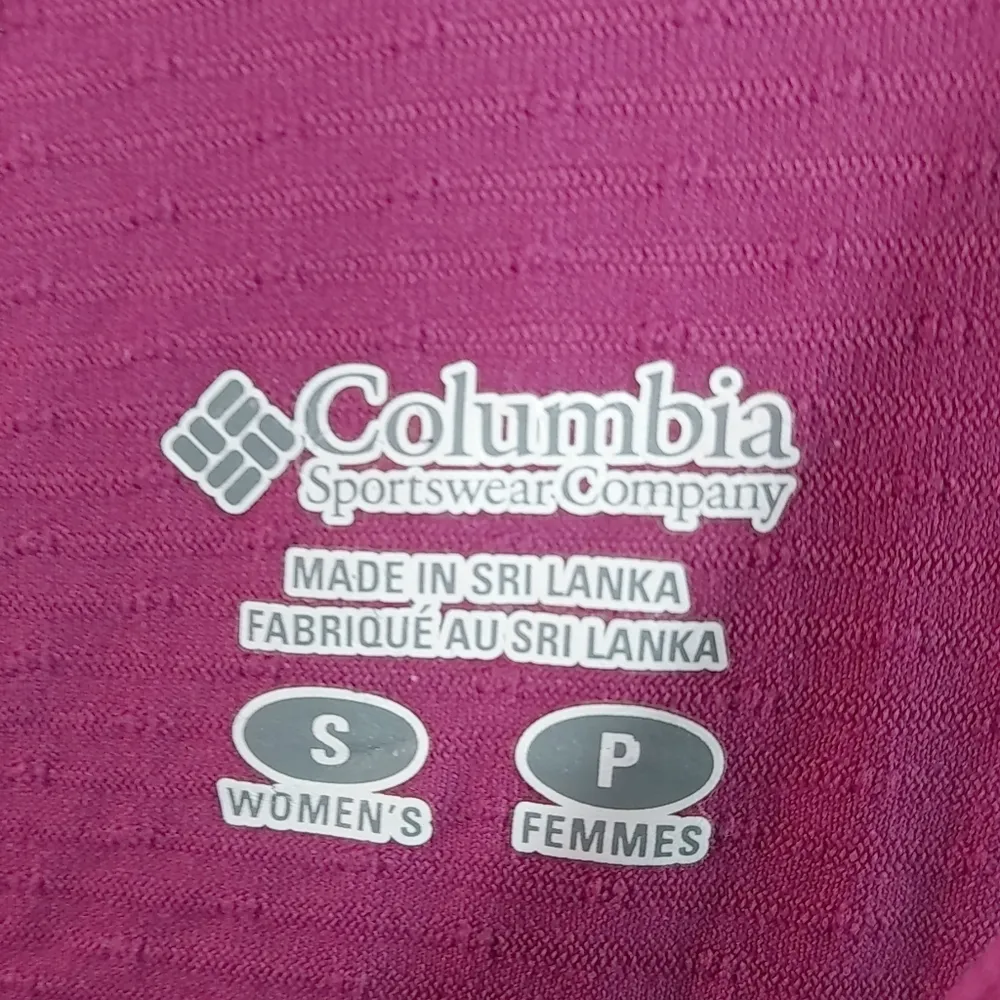 Columbia
Sportswear Company
MADE IN SRI LANKA
FABRIQUÉ AU SRI LANKA
S P
WOMEN'S FEMMES